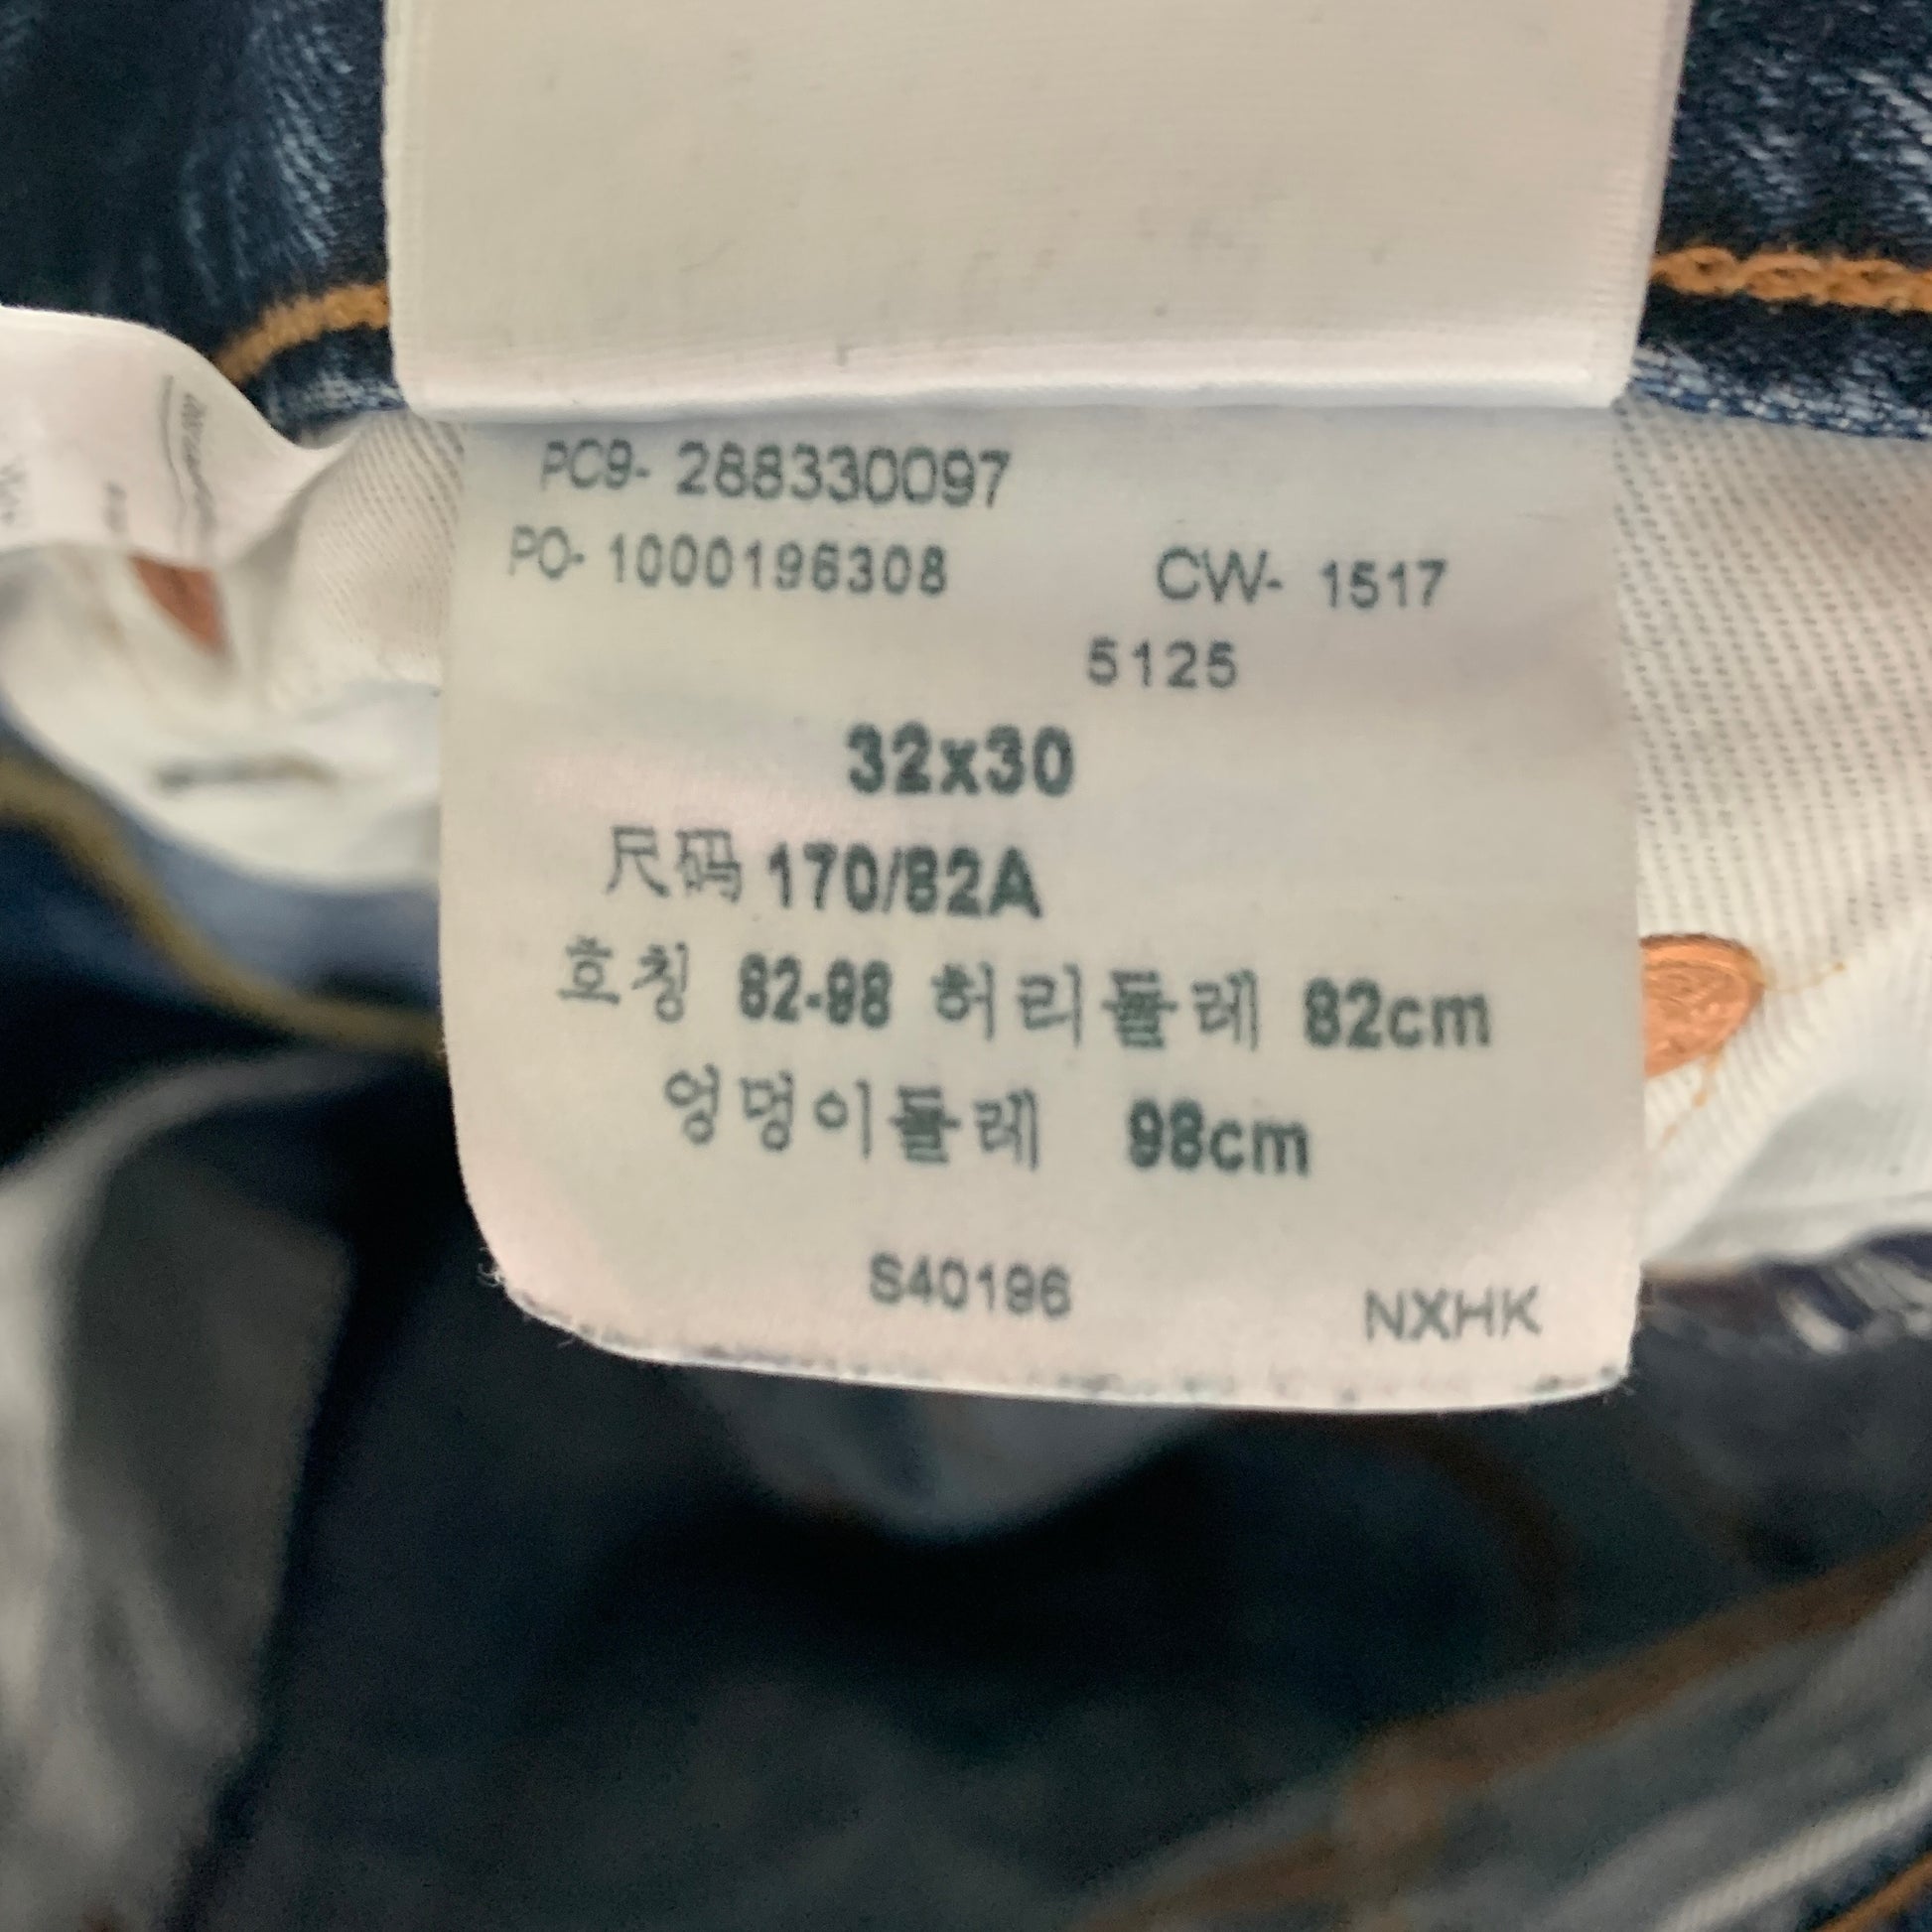 PC9- 288330097
PO- 1000196308 CW- 1517
5125
32x30
尺码 170/82A
호칭 82-98 허리둘레 82cm
엉덩이둘레 98cm
S40196 NXHK